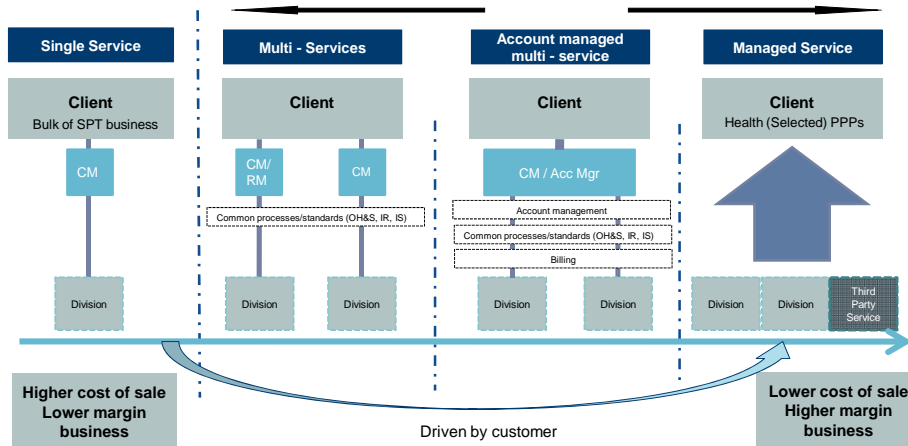 Single Service
Multi - Services
Account managed
multi - service
Managed Service
Client
Bulk of SPT business
Client
Client
Client
Health (Selected) PPPs
CM
CM/
RM
CM
CM / Acc Mgr
Common processes/standards (OH&S, IR, IS)
Account management
Common processes/standards (OH&S, IR, IS)
Billing
Division
Division
Division
Division
Division
Division
Division
Third
Party
Service
Higher cost of sale
Lower margin
business
Driven by customer
Lower cost of sale
Higher margin
business